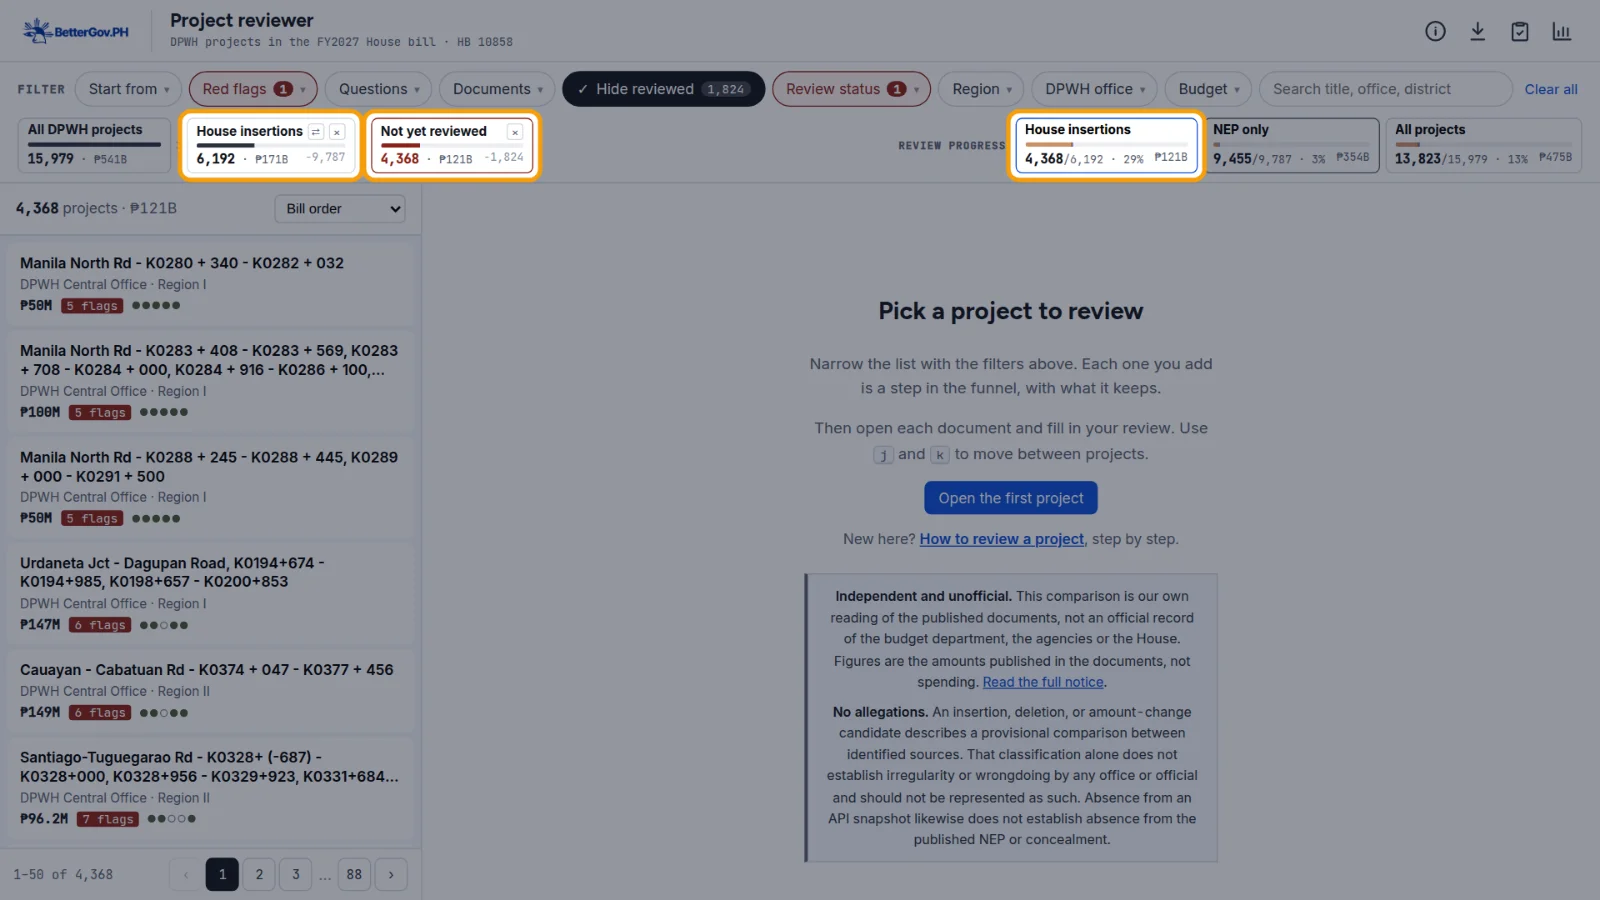 BetterGov.PH
Project reviewer
DPWH projects in the FY2027 House bill · HB 10858
FILTER
Start from ▾
Red flags 1 ▾
Questions ▾
Documents ▾
✓ Hide reviewed 1,824
Review status 1 ▾
Region ▾
DPWH office ▾
Budget ▾
Search title, office, district
Clear all
All DPWH projects
15,979 · ₱541B
House insertions ⇄ ×
6,192 · ₱171B -9,787
Not yet reviewed ×
4,368 · ₱121B -1,824
REVIEW PROGRESS
House insertions
4,368/6,192 · 29% ₱121B
NEP only
9,455/9,787 · 3% ₱354B
All projects
13,823/15,979 · 13% ₱475B
4,368 projects · ₱121B
Bill order
Manila North Rd - K0280 + 340 - K0282 + 032
DPWH Central Office · Region I
₱50M 5 flags
Manila North Rd - K0283 + 408 - K0283 + 569, K0283
+ 708 - K0284 + 000, K0284 + 916 - K0286 + 100,...
DPWH Central Office · Region I
₱100M 5 flags
Manila North Rd - K0288 + 245 - K0288 + 445, K0289
+ 000 - K0291 + 500
DPWH Central Office · Region I
₱50M 5 flags
Urdaneta Jct - Dagupan Road, K0194+674 -
K0194+985, K0198+657 - K0200+853
DPWH Central Office · Region I
₱147M 6 flags
Cauayan - Cabatuan Rd - K0374 + 047 - K0377 + 456
DPWH Central Office · Region II
₱149M 6 flags
Santiago-Tuguegarao Rd - K0328+ (-687) -
K0328+000, K0328+956 - K0329+923, K0331+684...
DPWH Central Office · Region II
₱96.2M 7 flags
1-50 of 4,368
‹ 1 2 3 ... 88 ›
Pick a project to review
Narrow the list with the filters above. Each one you add
is a step in the funnel, with what it keeps.
Then open each document and fill in your review. Use
j and k to move between projects.
Open the first project
New here? How to review a project, step by step.
Independent and unofficial. This comparison is our own
reading of the published documents, not an official record
of the budget department, the agencies or the House.
Figures are the amounts published in the documents, not
spending. Read the full notice.
No allegations. An insertion, deletion, or amount-change
candidate describes a provisional comparison between
identified sources. That classification alone does not
establish irregularity or wrongdoing by any office or official
and should not be represented as such. Absence from an
API snapshot likewise does not establish absence from the
published NEP or concealment.